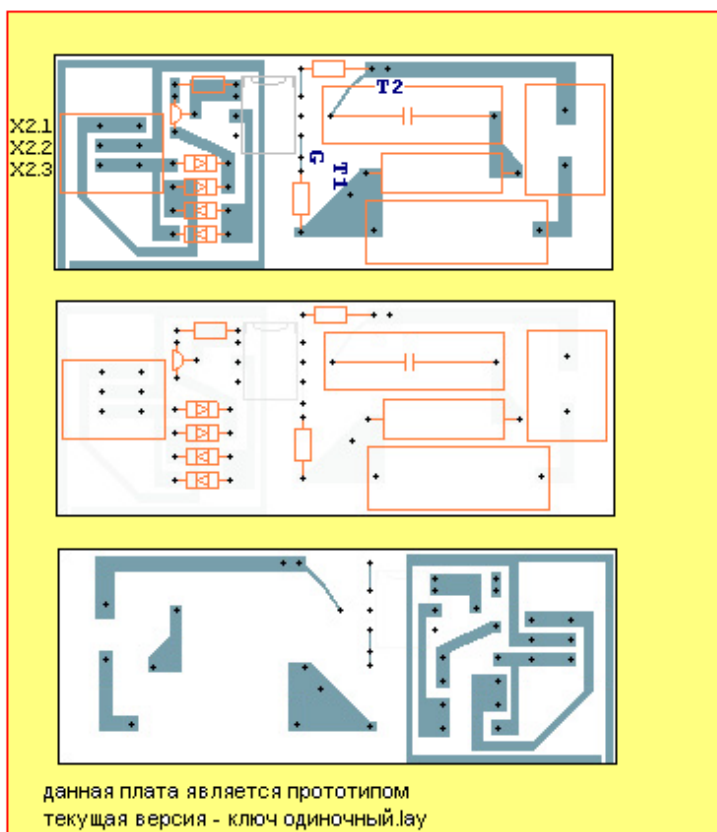 T2
X2.1
X2.2
X2.3
G
T1
данная плата является прототипом
текущая версия - ключ одиночный.lay